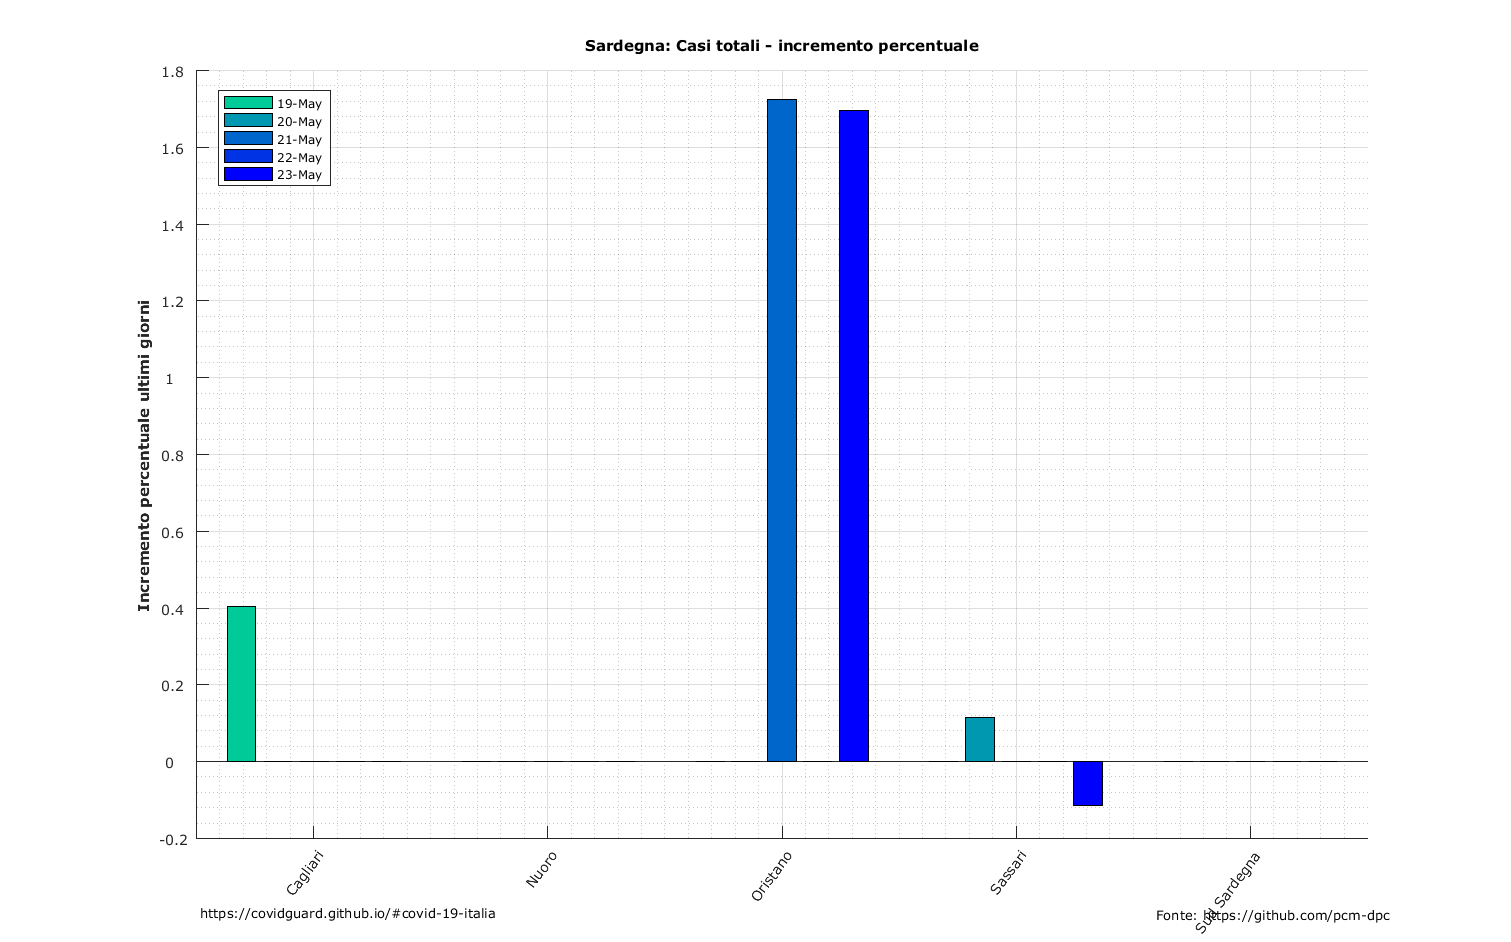 Sardegna: Casi totali - incremento percentuale
1.8
1.6
1.4
1.2
1
0.8
0.6
0.4
0.2
0
-0.2
Incremento percentuale ultimi giorni
19-May
20-May
21-May
22-May
23-May
Cagliari
Nuoro
Oristano
Sassari
Sud Sardegna
https://covidguard.github.io/#covid-19-italia
Fonte: https://github.com/pcm-dpc